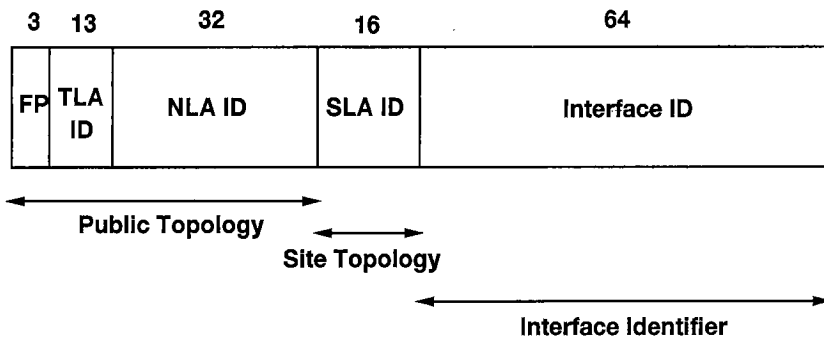 3 13 32 16 64
FP TLA ID NLA ID SLA ID Interface ID
Public Topology
Site Topology
Interface Identifier